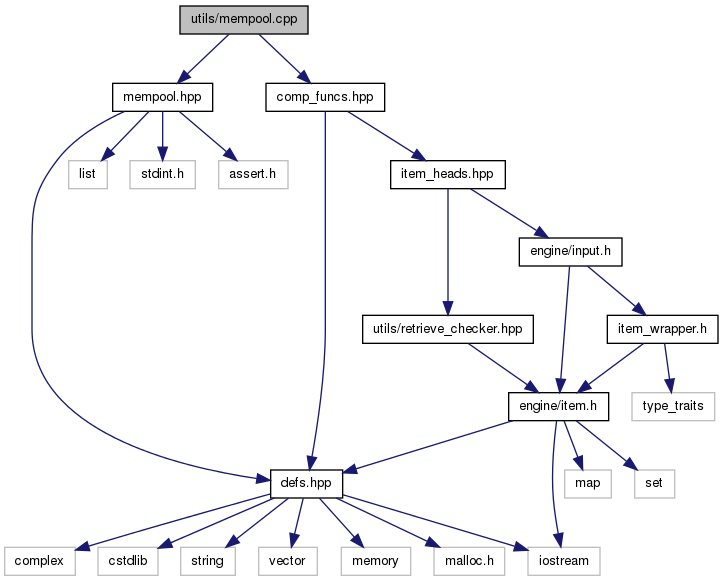 utils/mempool.cpp
mempool.hpp
comp_funcs.hpp
list
stdint.h
assert.h
item_heads.hpp
engine/input.h
utils/retrieve_checker.hpp
item_wrapper.h
engine/item.h
type_traits
defs.hpp
map
set
complex
cstdlib
string
vector
memory
malloc.h
iostream